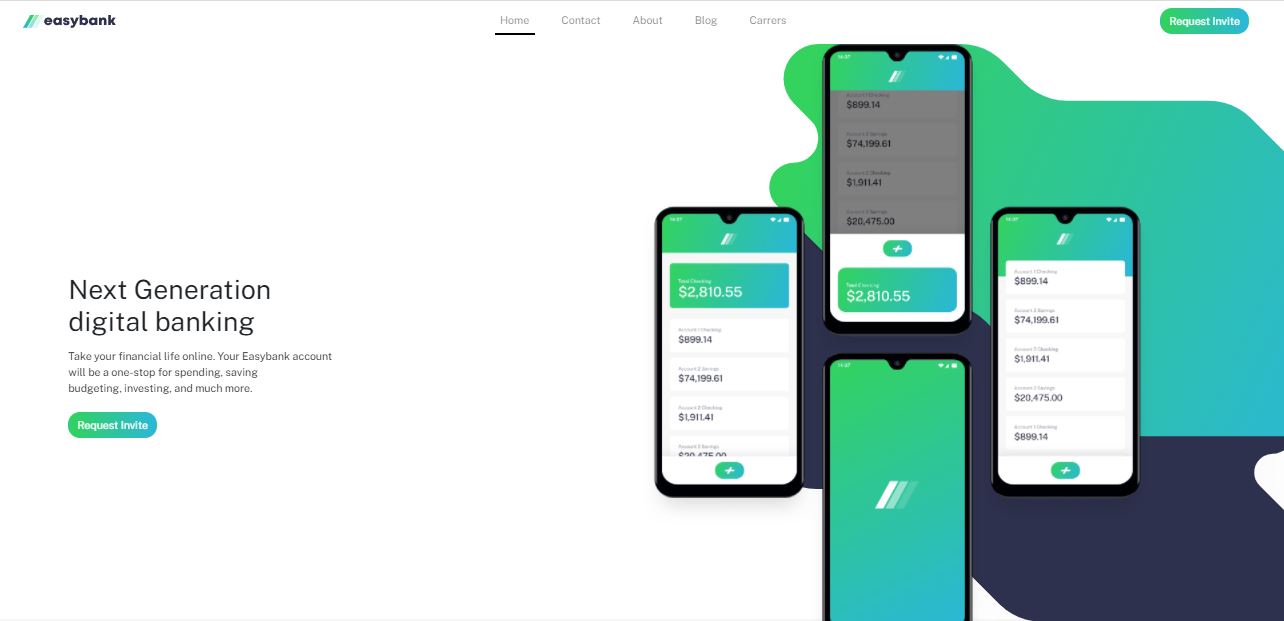 easybank
Home
Contact
About
Blog
Carrers
Request Invite
Next Generation
digital banking
Take your financial life online. Your Easybank account
will be a one-stop for spending, saving
budgeting, investing, and much more.
Request Invite
14:37
Account 1 Checking
$899.14
Account 2 Savings
$74,199.61
Account 2 Checking
$1,911.41
Account 2 Savings
$20,475.00
Total Checking
$2,810.55
14:37
Total Checking
$2,810.55
Account 1 Checking
$899.14
Account 2 Savings
$74,199.61
Account 2 Checking
$1,911.41
Account 2 Savings
$20,475.00
14:37
Account 1 Checking
$899.14
Account 2 Savings
$74,199.61
Account 2 Checking
$1,911.41
Account 2 Savings
$20,475.00
Account 1 Checking
$899.14
14:37